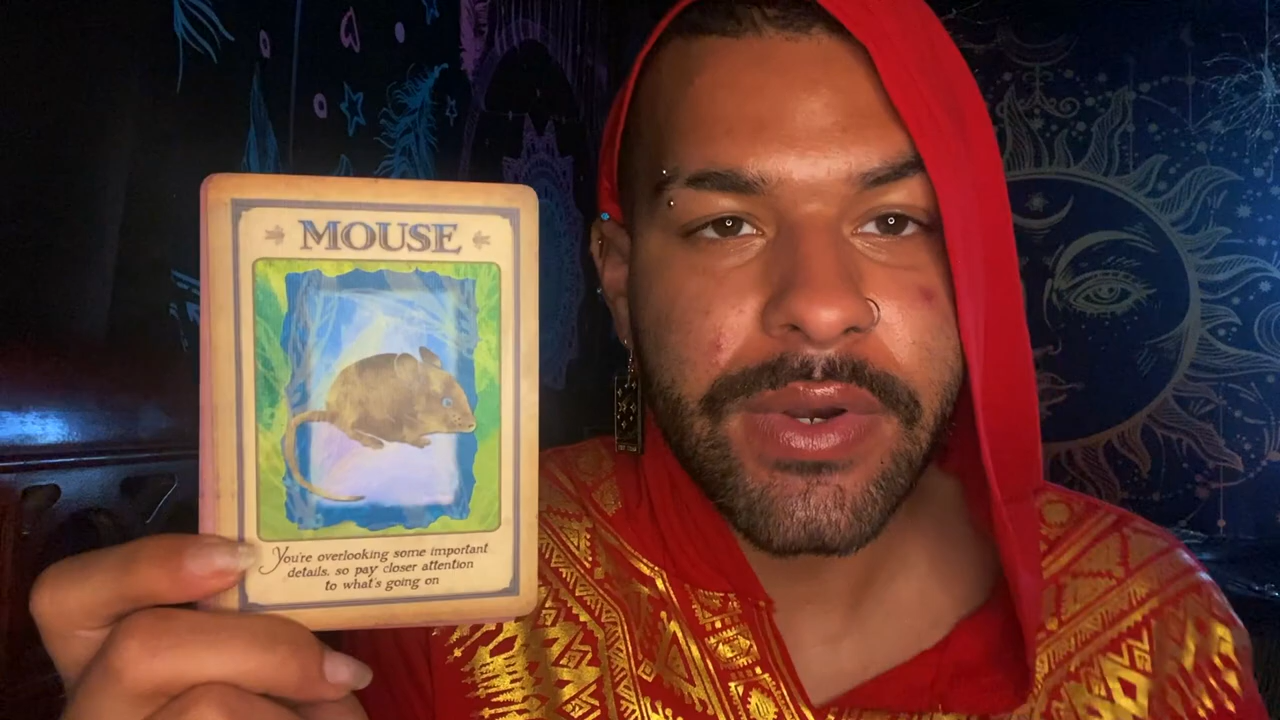 MOUSE
You're overlooking some important
details, so pay closer attention
to what's going on